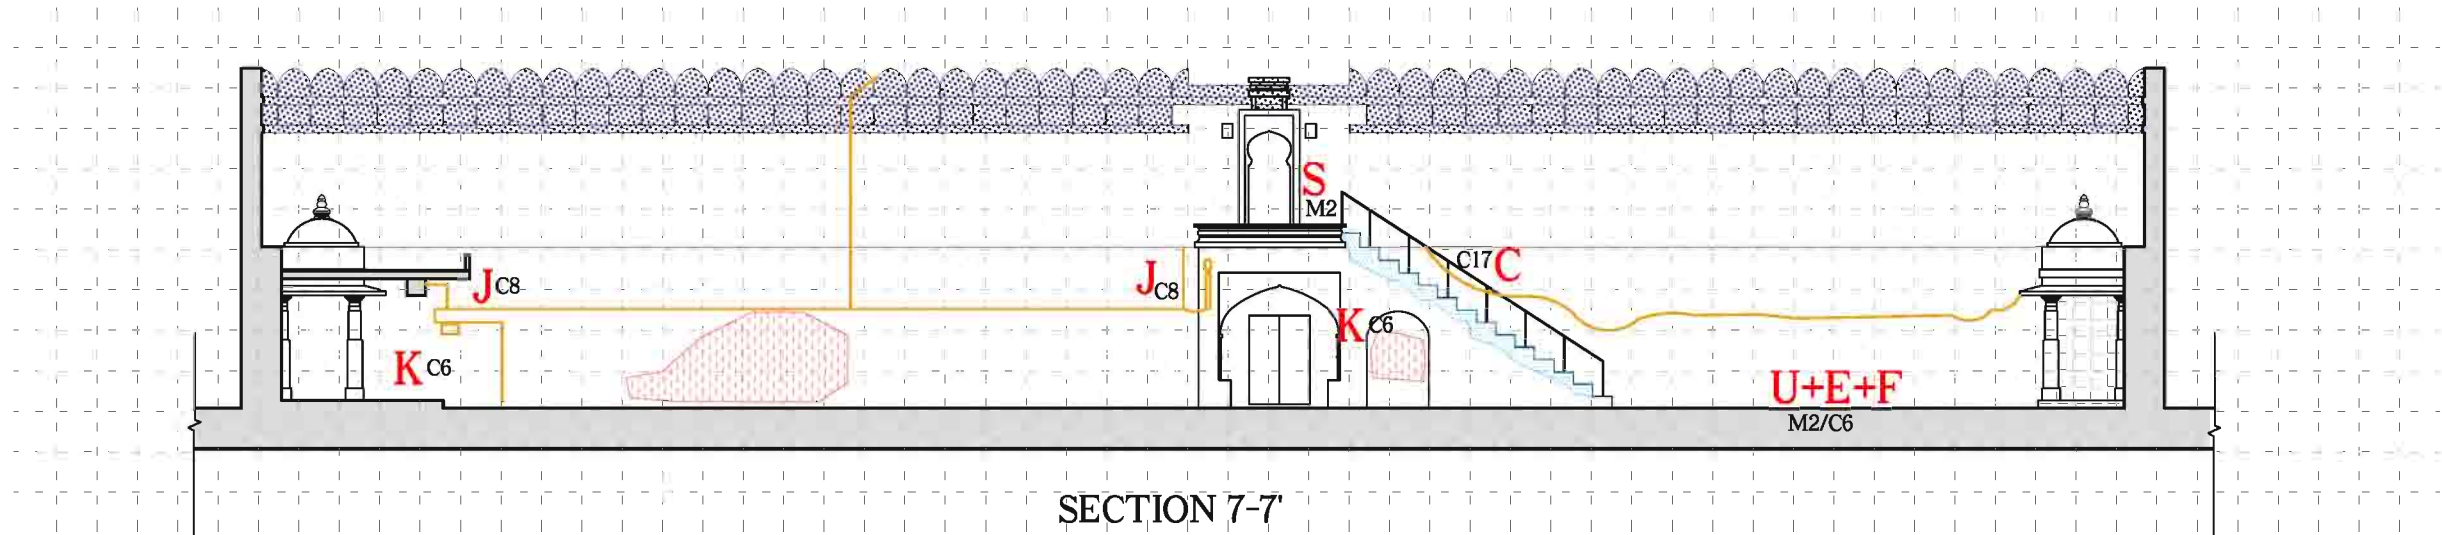 S
M2
C17 C
J C8
J C8
K C6
K C6
U+E+F
M2/C6
SECTION 7-7'